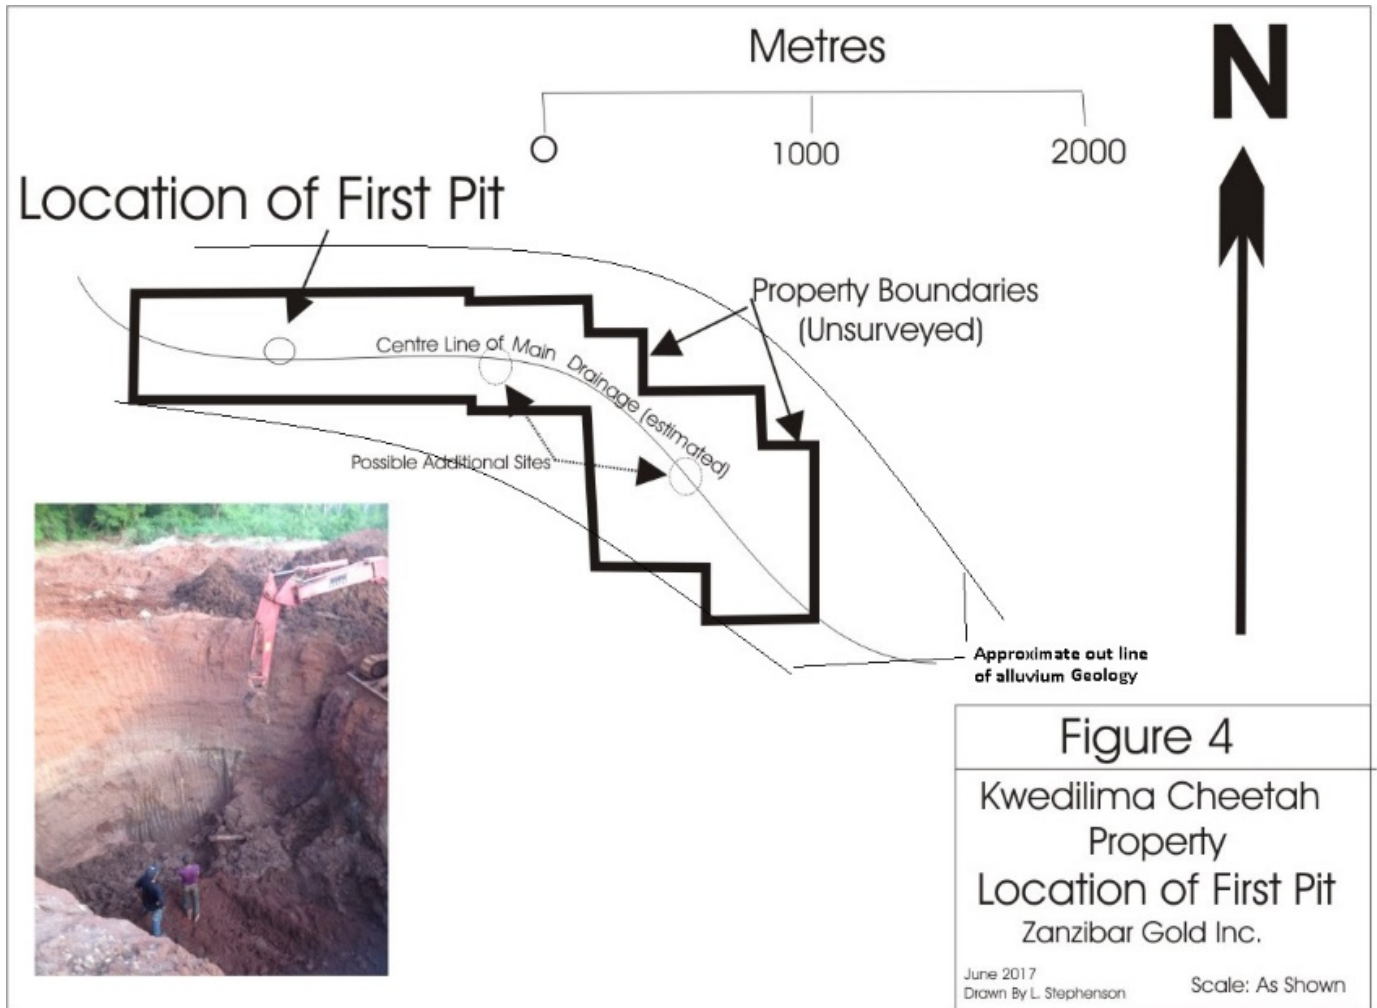 Metres
N
O
1000
2000
Location of First Pit
Property Boundaries
(Unsurveyed)
Centre Line of Main Drainage (estimated)
Possible Additional Sites
Approximate out line
of alluvium Geology
Figure 4
Kwedilima Cheetah
Property
Location of First Pit
Zanzibar Gold Inc.
June 2017
Drawn By L. Stephenson
Scale: As Shown